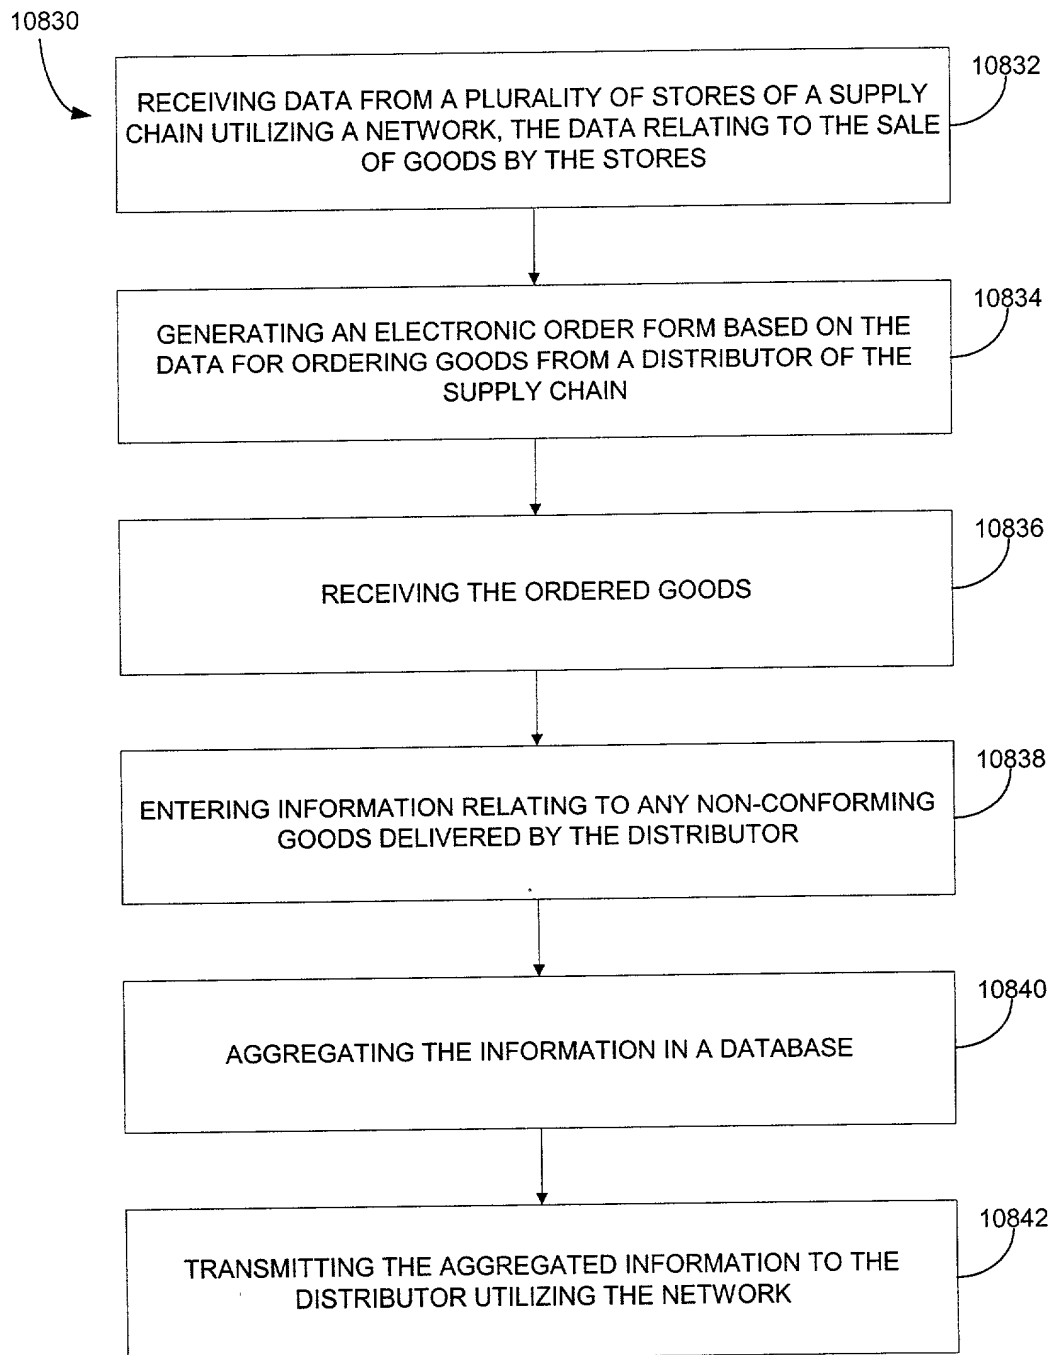 10830
10832
RECEIVING DATA FROM A PLURALITY OF STORES OF A SUPPLY
CHAIN UTILIZING A NETWORK, THE DATA RELATING TO THE SALE
OF GOODS BY THE STORES
10834
GENERATING AN ELECTRONIC ORDER FORM BASED ON THE
DATA FOR ORDERING GOODS FROM A DISTRIBUTOR OF THE
SUPPLY CHAIN
10836
RECEIVING THE ORDERED GOODS
10838
ENTERING INFORMATION RELATING TO ANY NON-CONFORMING
GOODS DELIVERED BY THE DISTRIBUTOR
10840
AGGREGATING THE INFORMATION IN A DATABASE
10842
TRANSMITTING THE AGGREGATED INFORMATION TO THE
DISTRIBUTOR UTILIZING THE NETWORK